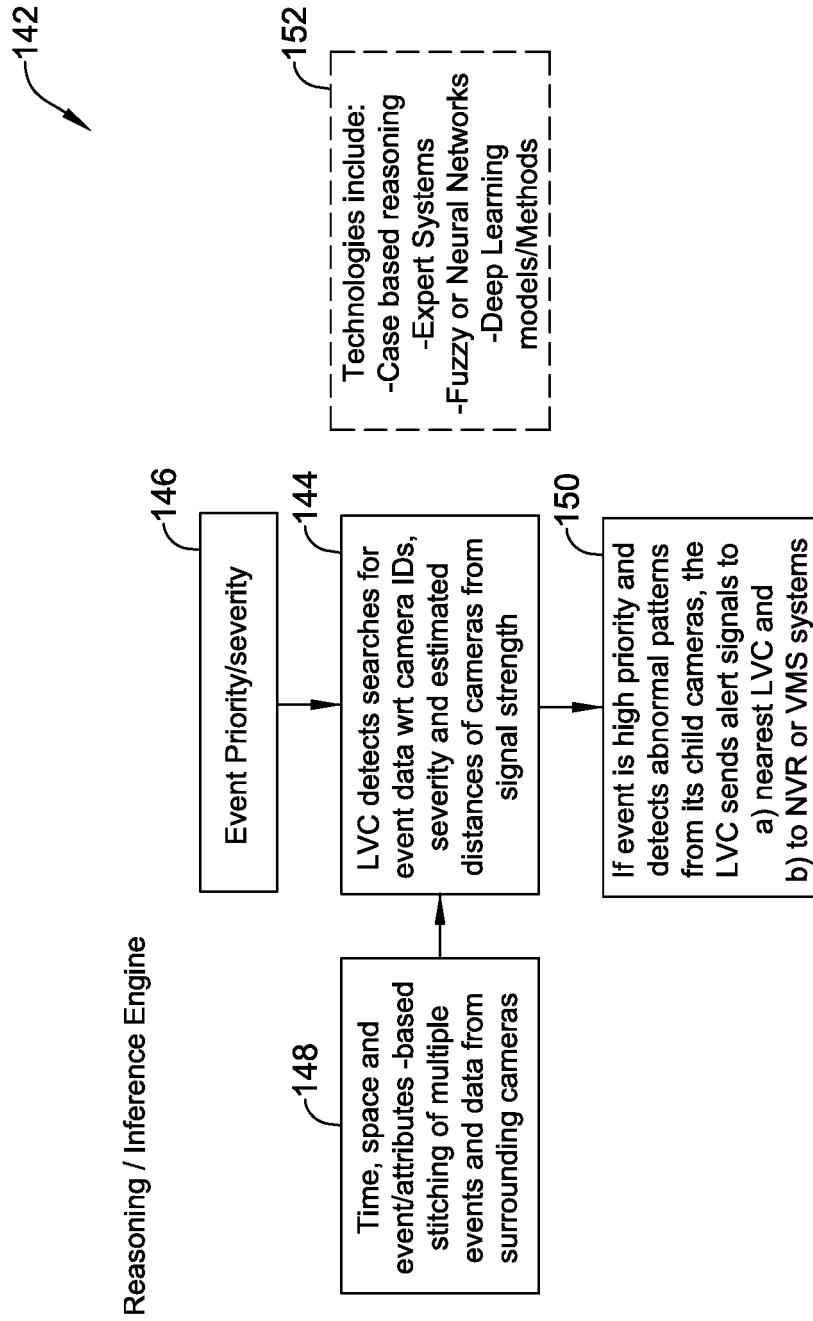 142
Reasoning / Inference Engine
146
Event Priority/severity
152
Technologies include:
-Case based reasoning
-Expert Systems
-Fuzzy or Neural Networks
-Deep Learning
models/Methods
148
Time, space and
event/attributes -based
stitching of multiple
events and data from
surrounding cameras
144
LVC detects searches for
event data wrt camera IDs,
severity and estimated
distances of cameras from
signal strength
150
If event is high priority and
detects abnormal patterns
from its child cameras, the
LVC sends alert signals to
a) nearest LVC and
b) to NVR or VMS systems